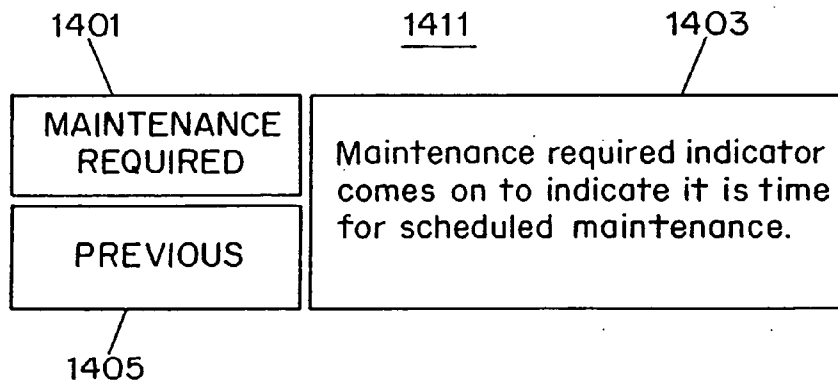 1401
1411
1403
MAINTENANCE
REQUIRED
Maintenance required indicator
comes on to indicate it is time
for scheduled maintenance.
PREVIOUS
1405